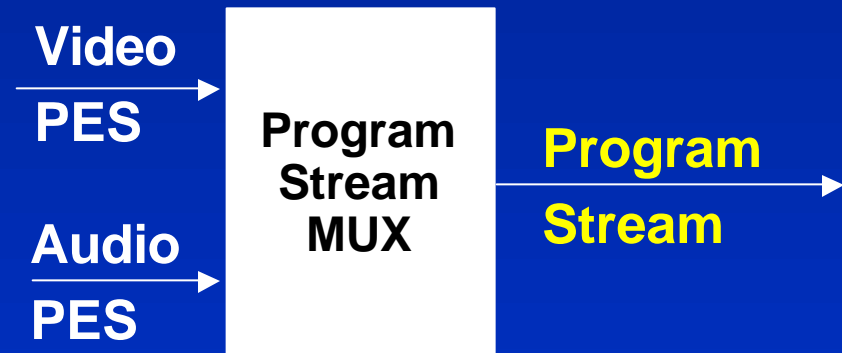 Video
PES
Audio
PES
Program
Stream
MUX
Program
Stream